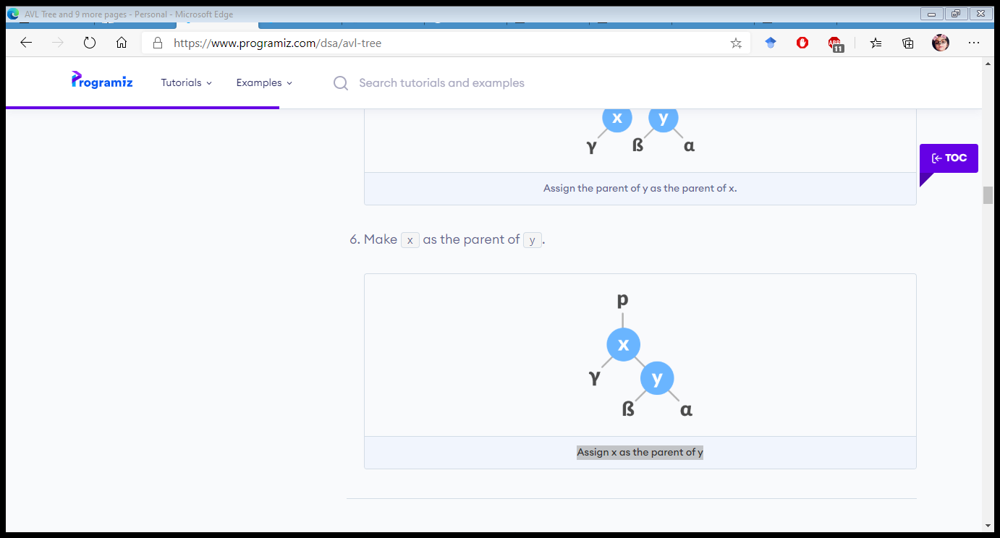 AVL Tree and 9 more pages - Personal - Microsoft Edge
https://www.programiz.com/dsa/avl-tree
ABP
11
Programiz
Tutorials
Examples
Search tutorials and examples
x y
γ ß α
TOC
Assign the parent of y as the parent of x.
6. Make x as the parent of y.
p
x
γ y
ß α
Assign x as the parent of y